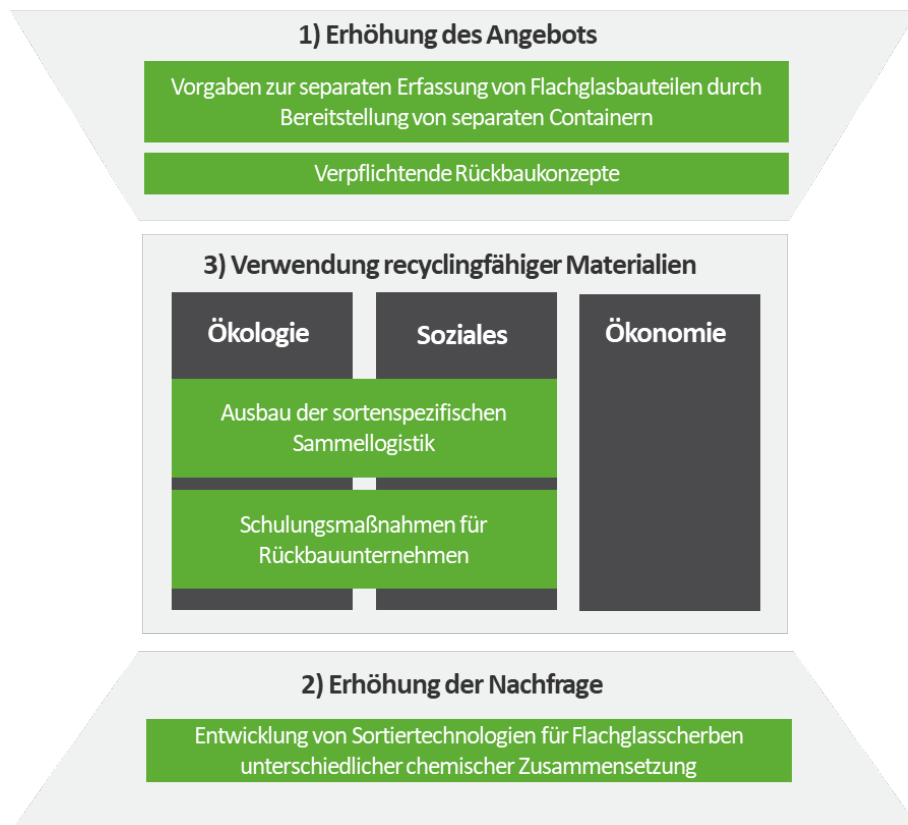 1) Erhöhung des Angebots
Vorgaben zur separaten Erfassung von Flachglasbauteilen durch
Bereitstellung von separaten Containern
Verpflichtende Rückbaukonzepte
3) Verwendung recyclingfähiger Materialien
Ökologie
Soziales
Ökonomie
Ausbau der sortenspezifischen
Sammellogistik
Schulungsmaßnahmen für
Rückbauunternehmen
2) Erhöhung der Nachfrage
Entwicklung von Sortiertechnologien für Flachglasscherben
unterschiedlicher chemischer Zusammensetzung